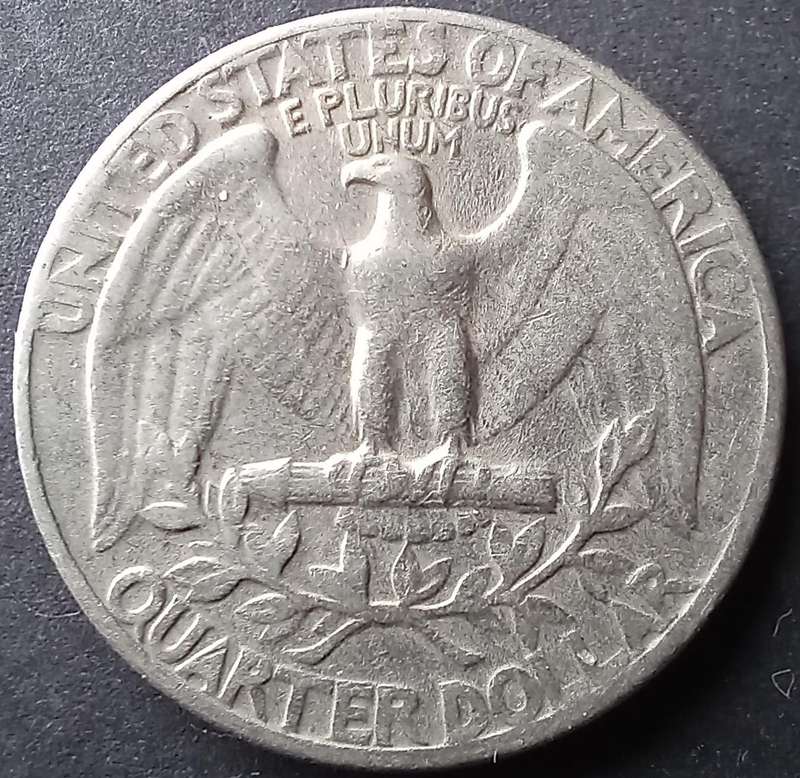 UNITED STATES OF AMERICA
E PLURIBUS
UNUM
QUARTER DOLLAR